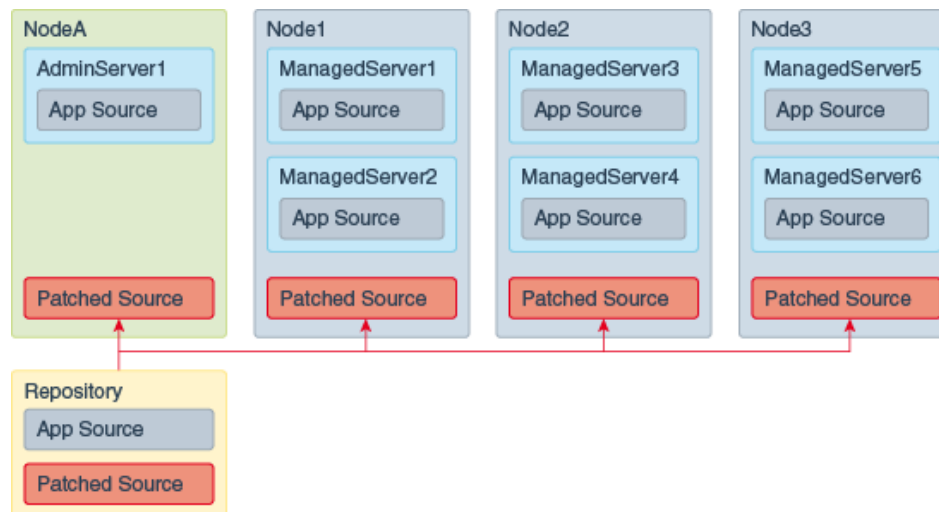 NodeA
AdminServer1
App Source
Patched Source
Node1
ManagedServer1
App Source
ManagedServer2
App Source
Patched Source
Node2
ManagedServer3
App Source
ManagedServer4
App Source
Patched Source
Node3
ManagedServer5
App Source
ManagedServer6
App Source
Patched Source
Repository
App Source
Patched Source